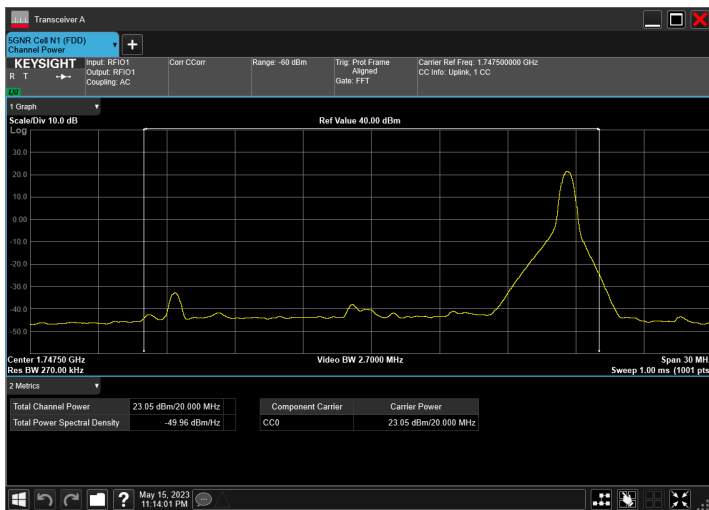 Transceiver A
5GNR Cell N1 (FDD)
Channel Power
KEYSIGHT
R T
LXI
Input: RFIO1
Output: RFIO1
Coupling: AC
Corr CCorr
Range: -60 dBm
Trig: Prot Frame
Aligned
Gate: FFT
Carrier Ref Freq: 1.747500000 GHz
CC Info: Uplink, 1 CC
1 Graph
Scale/Div 10.0 dB
Ref Value 40.00 dBm
Log
30.0
20.0
10.0
0.00
-10.0
-20.0
-30.0
-40.0
-50.0
Center 1.74750 GHz
Video BW 2.7000 MHz
Span 30 MH
Res BW 270.00 kHz
Sweep 1.00 ms (1001 pts
2 Metrics
Total Channel Power 23.05 dBm/20.000 MHz
Total Power Spectral Density -49.96 dBm/Hz
Component Carrier Carrier Power
CC0 23.05 dBm/20.000 MHz
?
May 15, 2023
11:14:01 PM